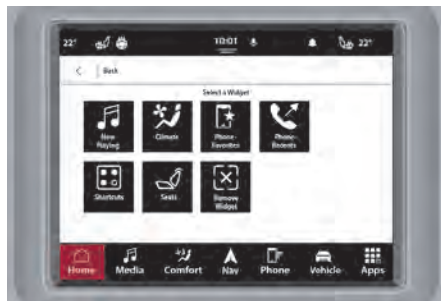 22° 10:01 22°
Back
Select a Widget
Now Playing
Climate
Phone - Favorites
Phone - Recents
Shortcuts
Seats
Remove Widget
Home Media Comfort Nav Phone Vehicle Apps